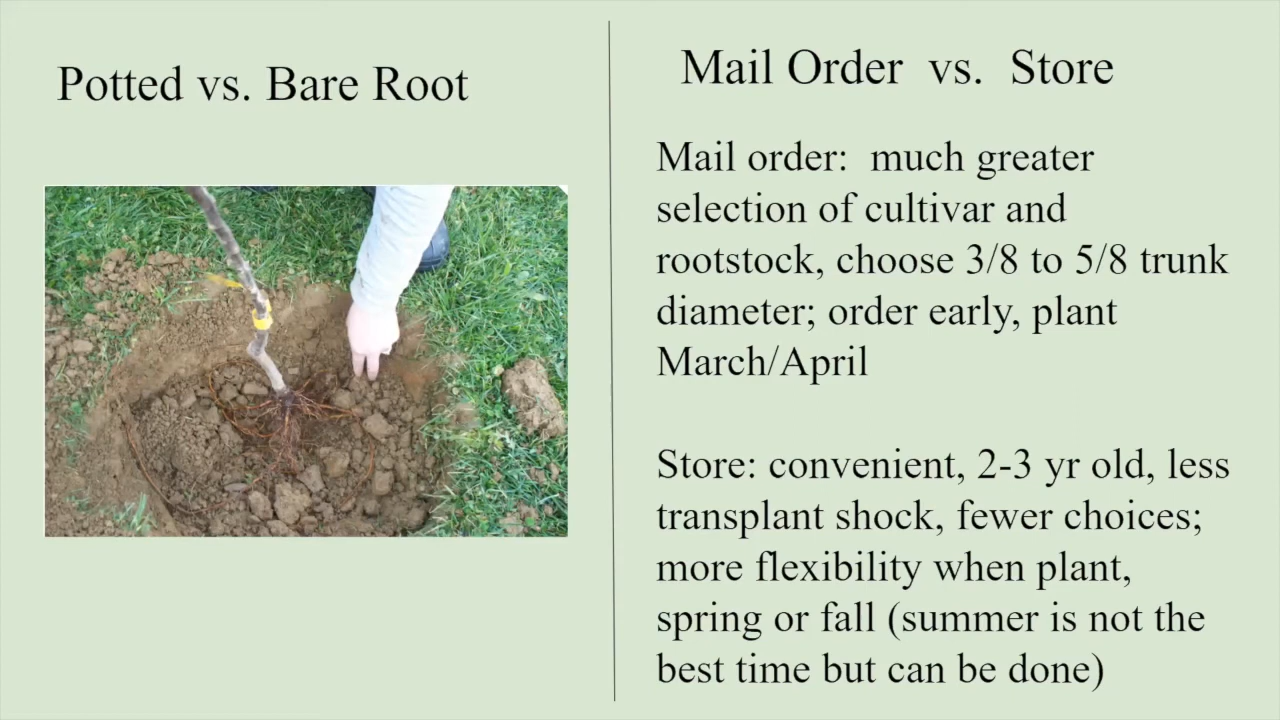 Potted vs. Bare Root
Mail Order vs. Store
Mail order: much greater
selection of cultivar and
rootstock, choose 3/8 to 5/8 trunk
diameter; order early, plant
March/April
Store: convenient, 2-3 yr old, less
transplant shock, fewer choices;
more flexibility when plant,
spring or fall (summer is not the
best time but can be done)